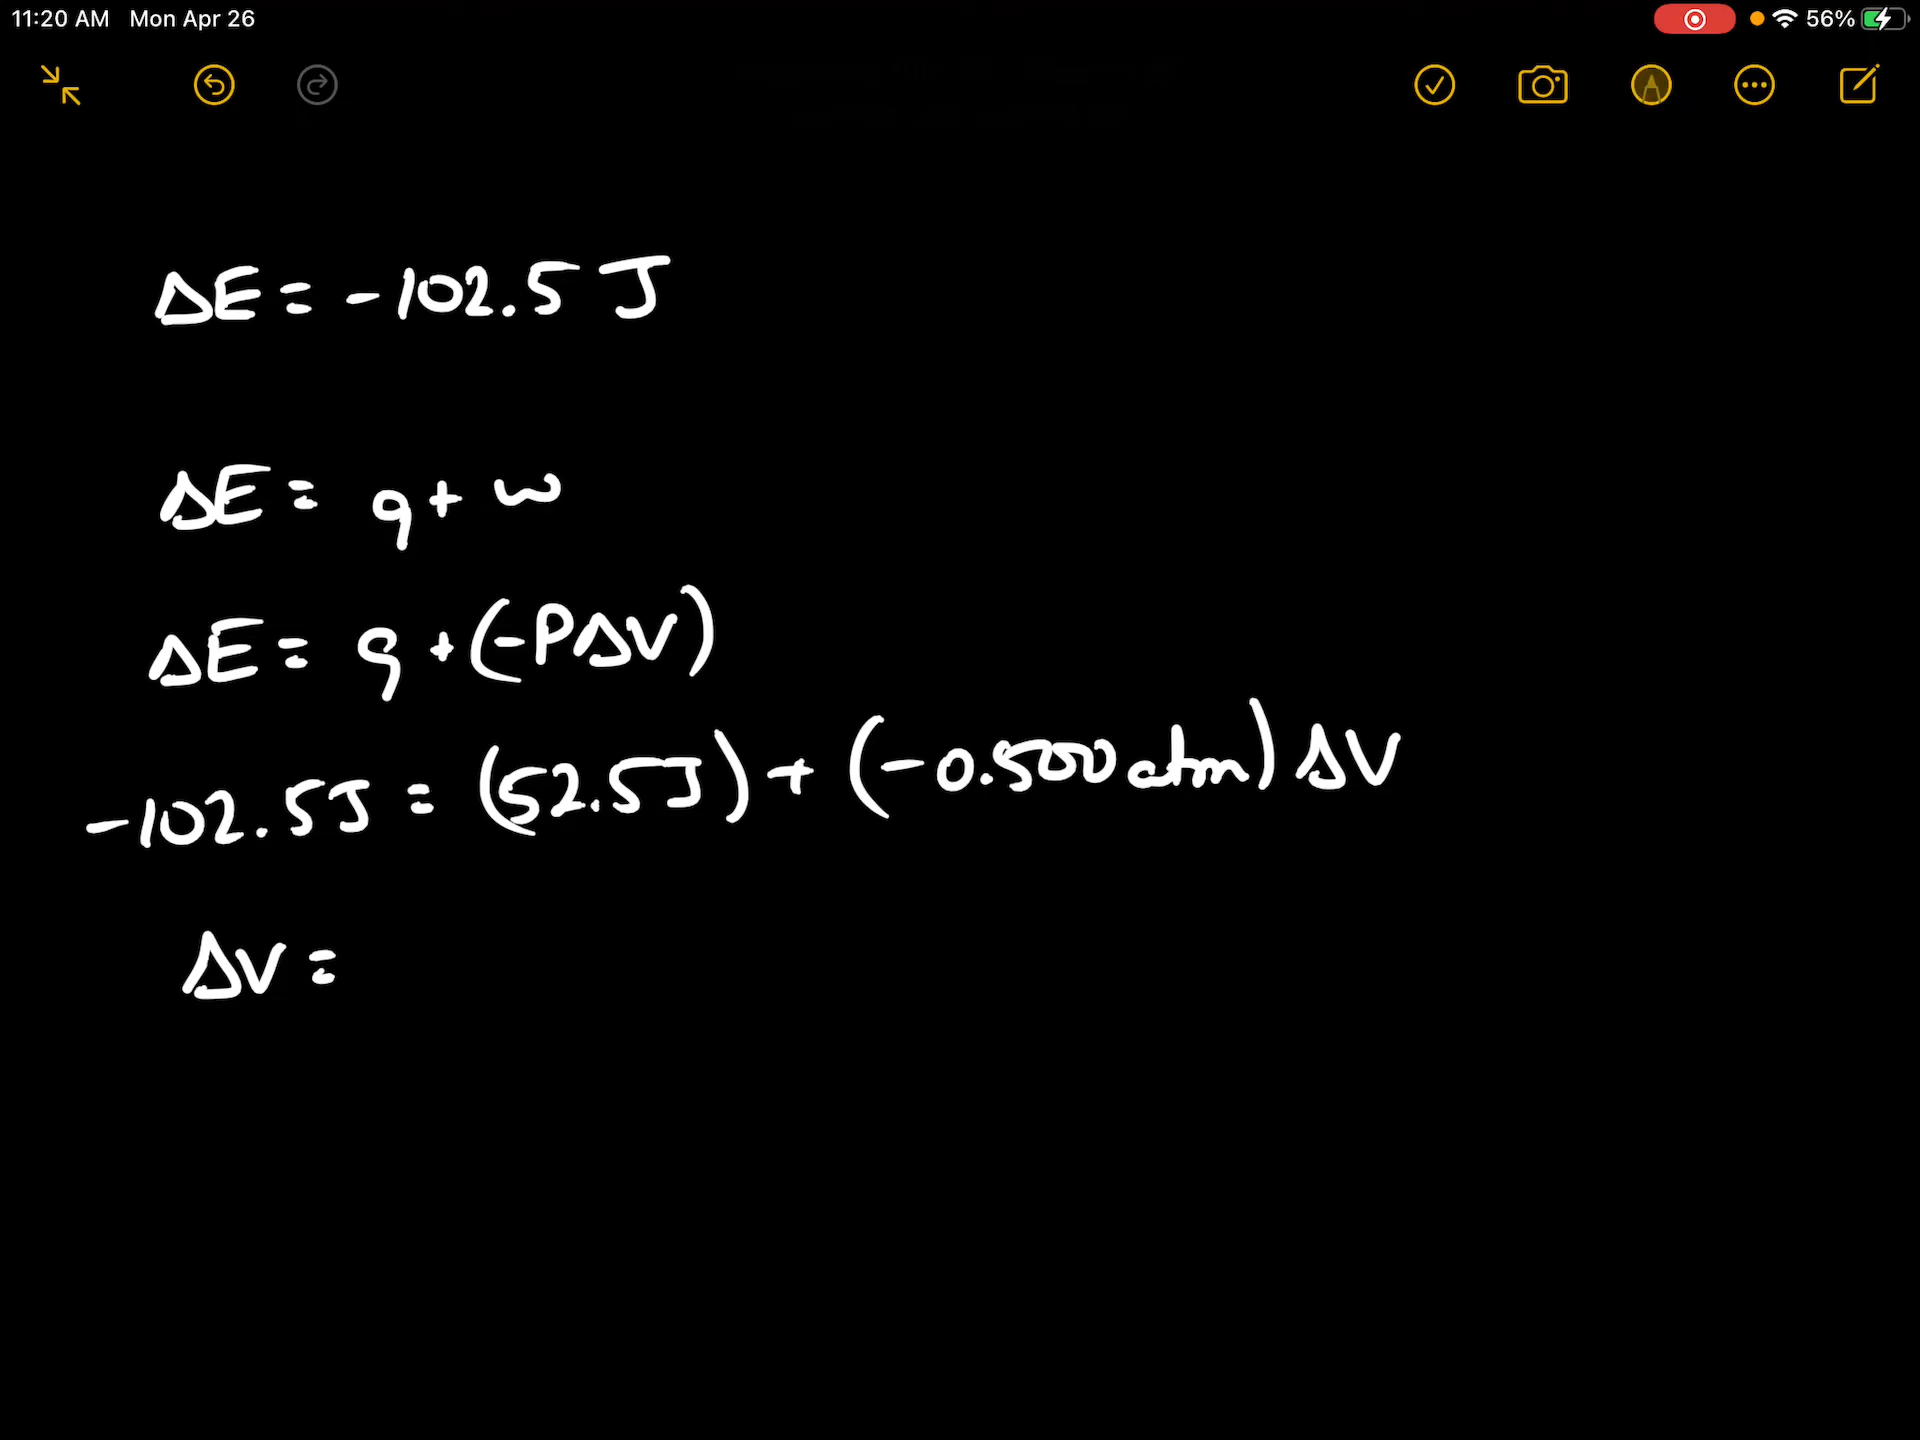 11:20 AM Mon Apr 26 56%
ΔE = -102.5 J
ΔE = q + w
ΔE = q + (-PΔV)
-102.5J = (52.5J) + (-0.500 atm) ΔV
ΔV =